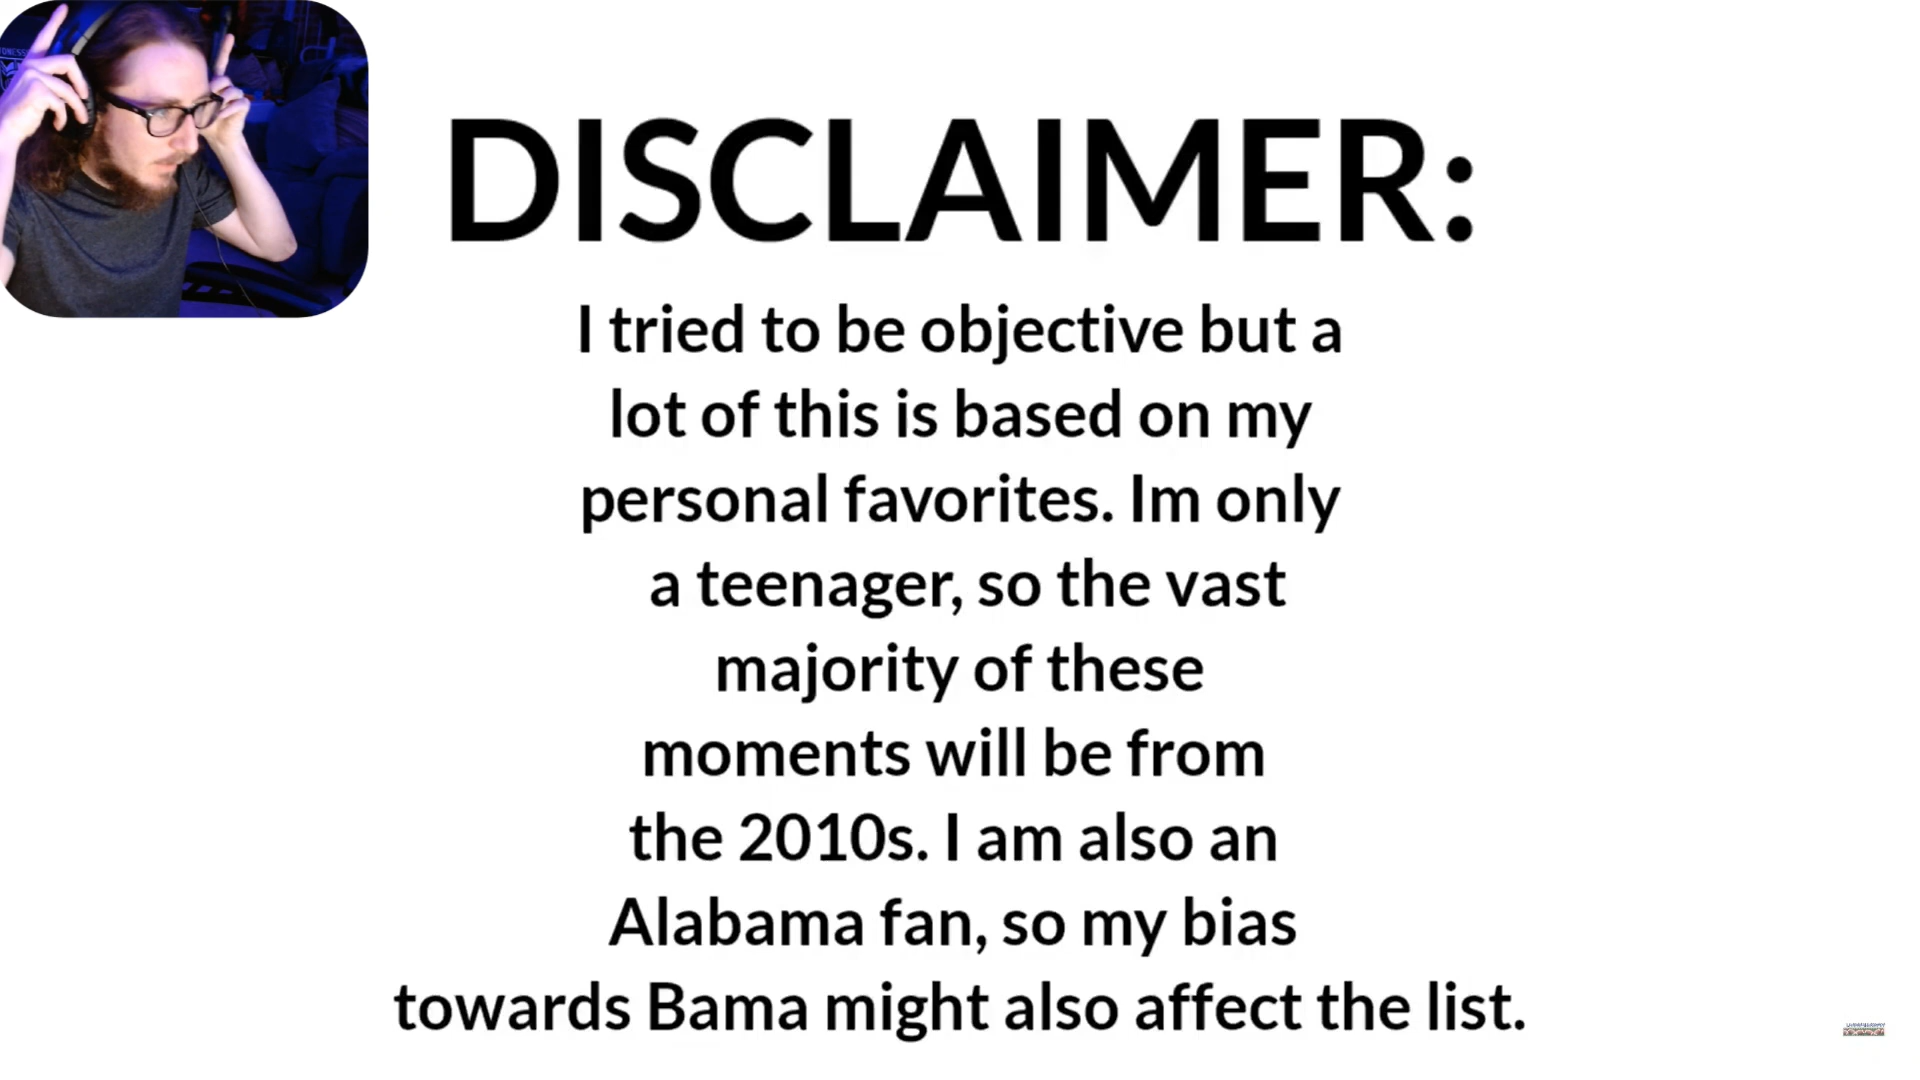 DISCLAIMER:
I tried to be objective but a
lot of this is based on my
personal favorites. Im only
a teenager, so the vast
majority of these
moments will be from
the 2010s. I am also an
Alabama fan, so my bias
towards Bama might also affect the list.